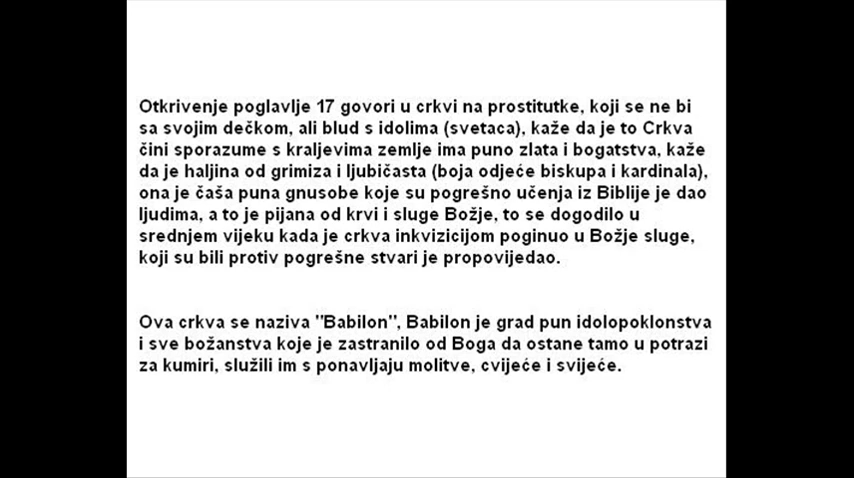 Otkrivenje poglavlje 17 govori u crkvi na prostitutke, koji se ne bi
sa svojim dečkom, ali blud s idolima (svetaca), kaže da je to Crkva
čini sporazume s kraljevima zemlje ima puno zlata i bogatstva, kaže
da je haljina od grimiza i ljubičasta (boja odjeće biskupa i kardinala),
ona je čaša puna gnusobe koje su pogrešno učenja iz Biblije je dao
ljudima, a to je pijana od krvi i sluge Božje, to se dogodilo u
srednjem vijeku kada je crkva inkvizicijom poginuo u Božje sluge,
koji su bili protiv pogrešne stvari je propovijedao.
Ova crkva se naziva "Babilon", Babilon je grad pun idolopoklonstva
i sve božanstva koje je zastranilo od Boga da ostane tamo u potrazi
za kumiri, služili im s ponavljaju molitve, cvijeće i svijeće.